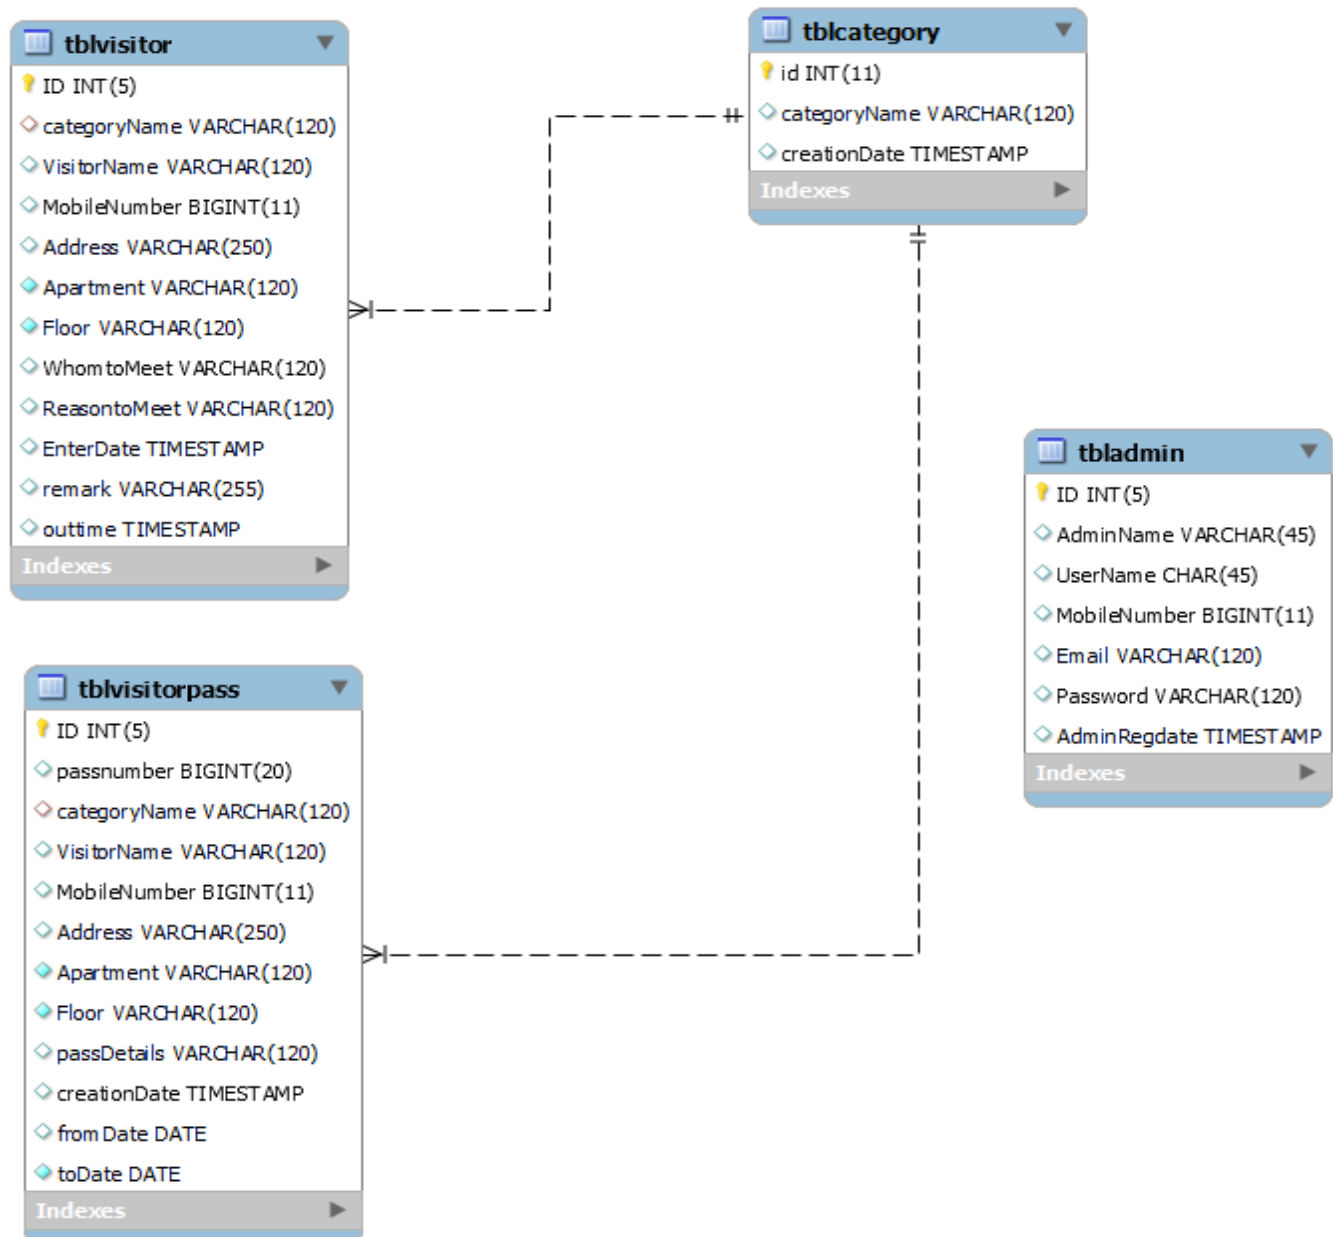 tblvisitor
ID INT(5)
categoryName VARCHAR(120)
VisitorName VARCHAR(120)
MobileNumber BIGINT(11)
Address VARCHAR(250)
Apartment VARCHAR(120)
Floor VARCHAR(120)
WhomtoMeet VARCHAR(120)
ReasontoMeet VARCHAR(120)
EnterDate TIMESTAMP
remark VARCHAR(255)
outtime TIMESTAMP
Indexes
tblcategory
id INT(11)
categoryName VARCHAR(120)
creationDate TIMESTAMP
Indexes
tbladmin
ID INT(5)
AdminName VARCHAR(45)
UserName CHAR(45)
MobileNumber BIGINT(11)
Email VARCHAR(120)
Password VARCHAR(120)
AdminRegdate TIMESTAMP
Indexes
tblvisitorpass
ID INT(5)
passnumber BIGINT(20)
categoryName VARCHAR(120)
VisitorName VARCHAR(120)
MobileNumber BIGINT(11)
Address VARCHAR(250)
Apartment VARCHAR(120)
Floor VARCHAR(120)
passDetails VARCHAR(120)
creationDate TIMESTAMP
fromDate DATE
toDate DATE
Indexes